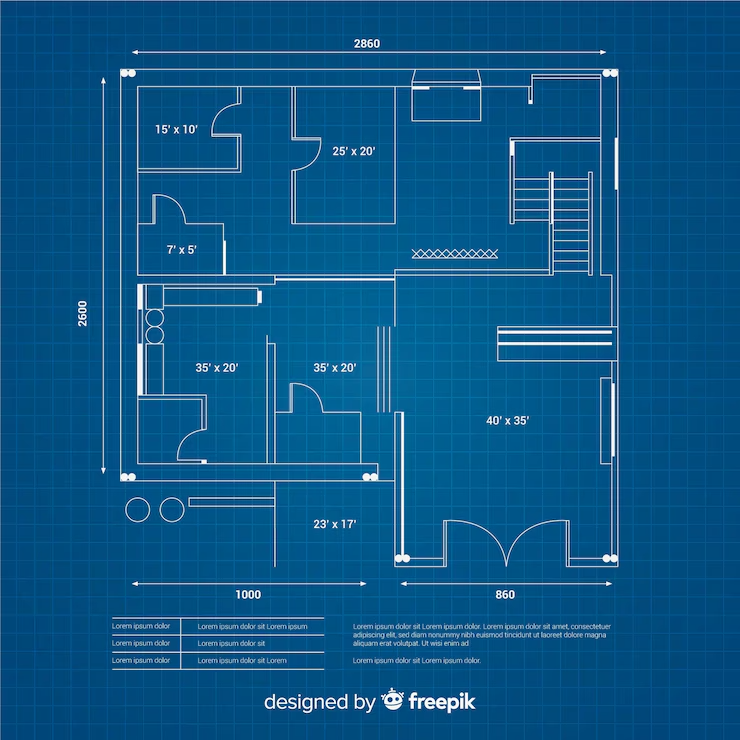 2860
15' x 10'
25' x 20'
7' x 5'
2600
35' x 20'
35' x 20'
40' x 35'
23' x 17'
1000
860
Lorem ipsum dolor
Lorem ipsum dolor sit Lorem ipsum
Lorem ipsum dolor
Lorem ipsum dolor sit
Lorem ipsum dolor
Lorem ipsum dolor sit Lorem
Lorem ipsum dolor sit Lorem ipsum dolor. Lorem ipsum dolor sit amet, consectetuer
adipiscing elit, sed diam nonummy nibh euismod tincidunt ut laoreet dolore magna
aliquam erat volutpat. Ut wisi enim ad
Lorem ipsum dolor sit Lorem ipsum dolor.
designed by freepik